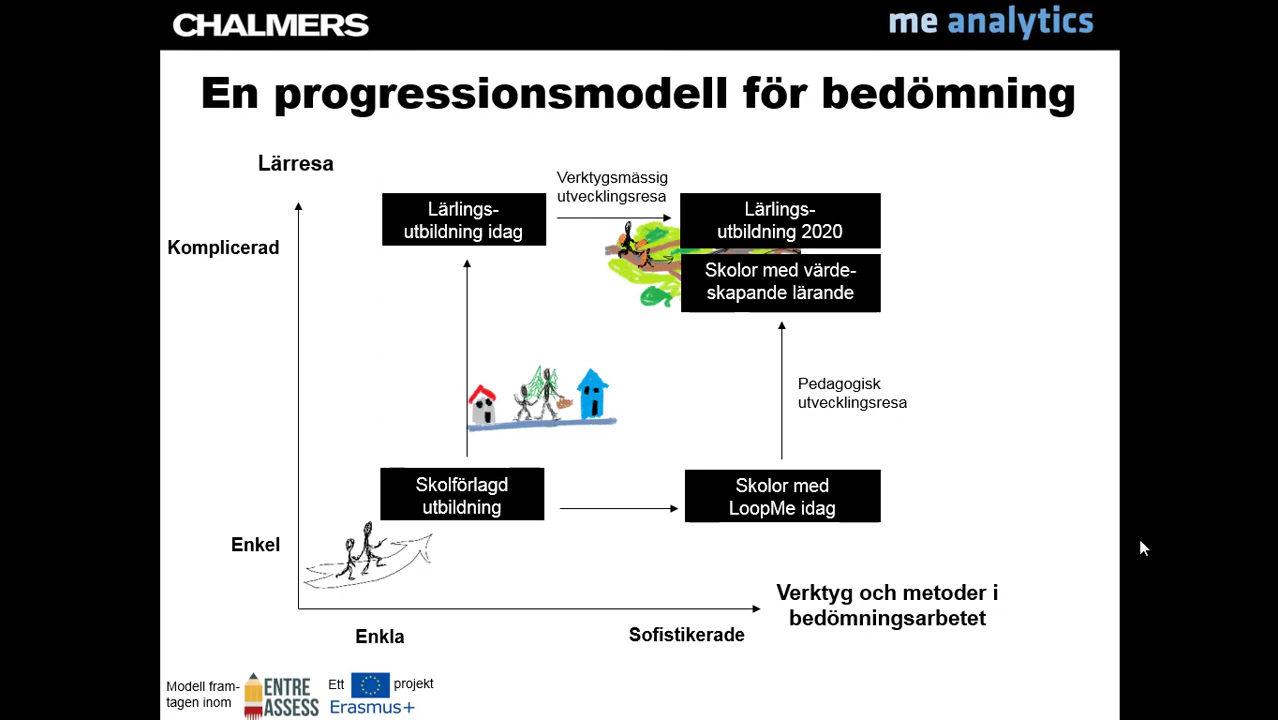 CHALMERS
me analytics
En progressionsmodell för bedömning
Lärresa
Verktygsmässig
utvecklingsresa
Lärlings-
utbildning idag
Lärlings-
utbildning 2020
Komplicerad
Skolor med värde-
skapande lärande
Pedagogisk
utvecklingsresa
Skolförlagd
utbildning
Skolor med
LoopMe idag
Enkel
Verktyg och metoder i
bedömningsarbetet
Enkla
Sofistikerade
Modell fram-
tagen inom
ENTRE
ASSESS
Ett
projekt
Erasmus+